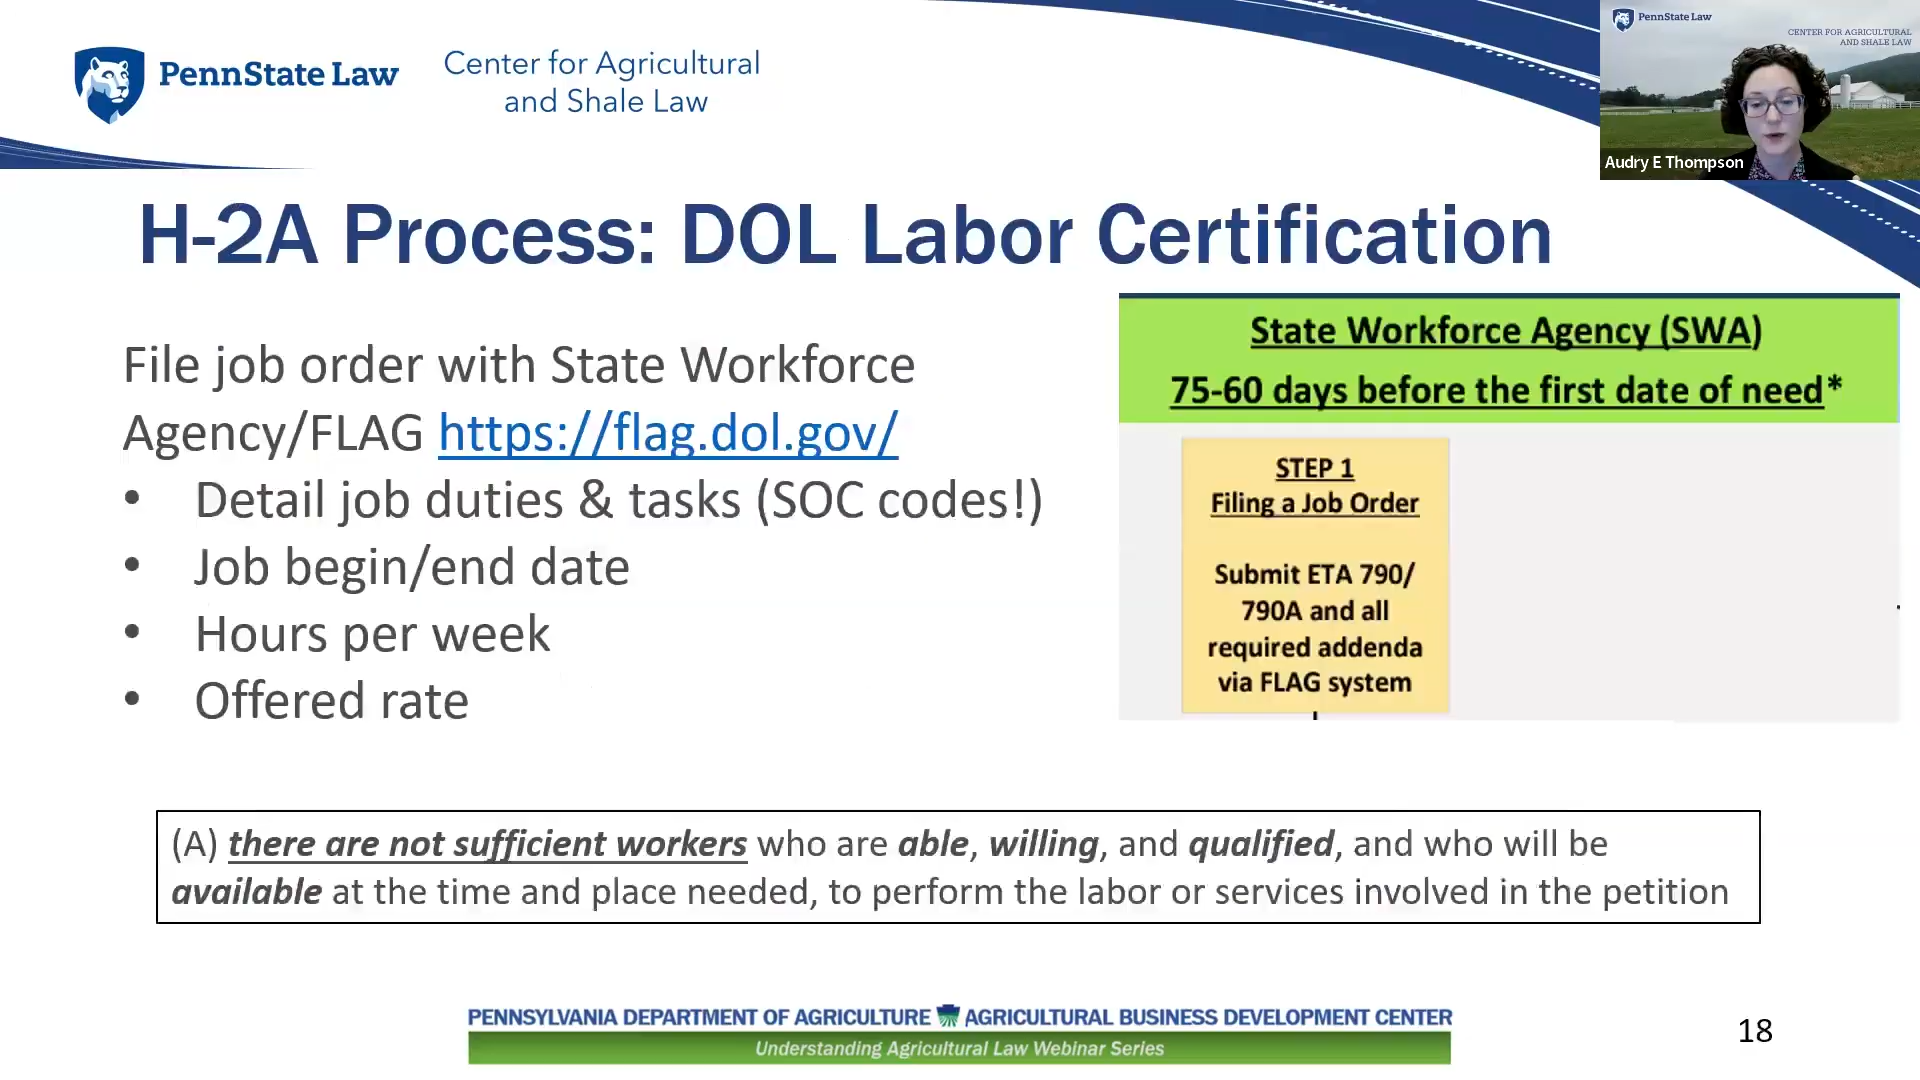 PennState Law
Center for Agricultural
and Shale Law
PennState Law
CENTER FOR AGRICULTURAL
AND SHALE LAW
Audry E Thompson
H-2A Process: DOL Labor Certification
File job order with State Workforce
Agency/FLAG https://flag.dol.gov/
• Detail job duties & tasks (SOC codes!)
• Job begin/end date
• Hours per week
• Offered rate
State Workforce Agency (SWA)
75-60 days before the first date of need*
STEP 1
Filing a Job Order
Submit ETA 790/
790A and all
required addenda
via FLAG system
(A) there are not sufficient workers who are able, willing, and qualified, and who will be
available at the time and place needed, to perform the labor or services involved in the petition
PENNSYLVANIA DEPARTMENT OF AGRICULTURE AGRICULTURAL BUSINESS DEVELOPMENT CENTER
Understanding Agricultural Law Webinar Series
18